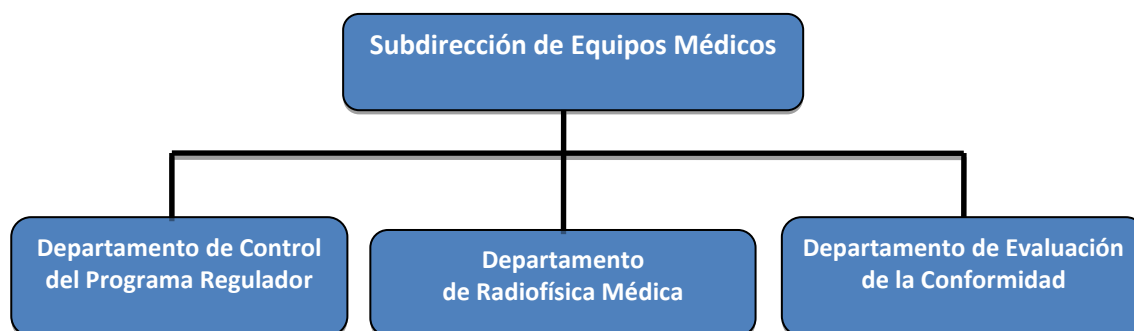 Subdirección de Equipos Médicos
Departamento de Control
del Programa Regulador
Departamento
de Radiofísica Médica
Departamento de Evaluación
de la Conformidad